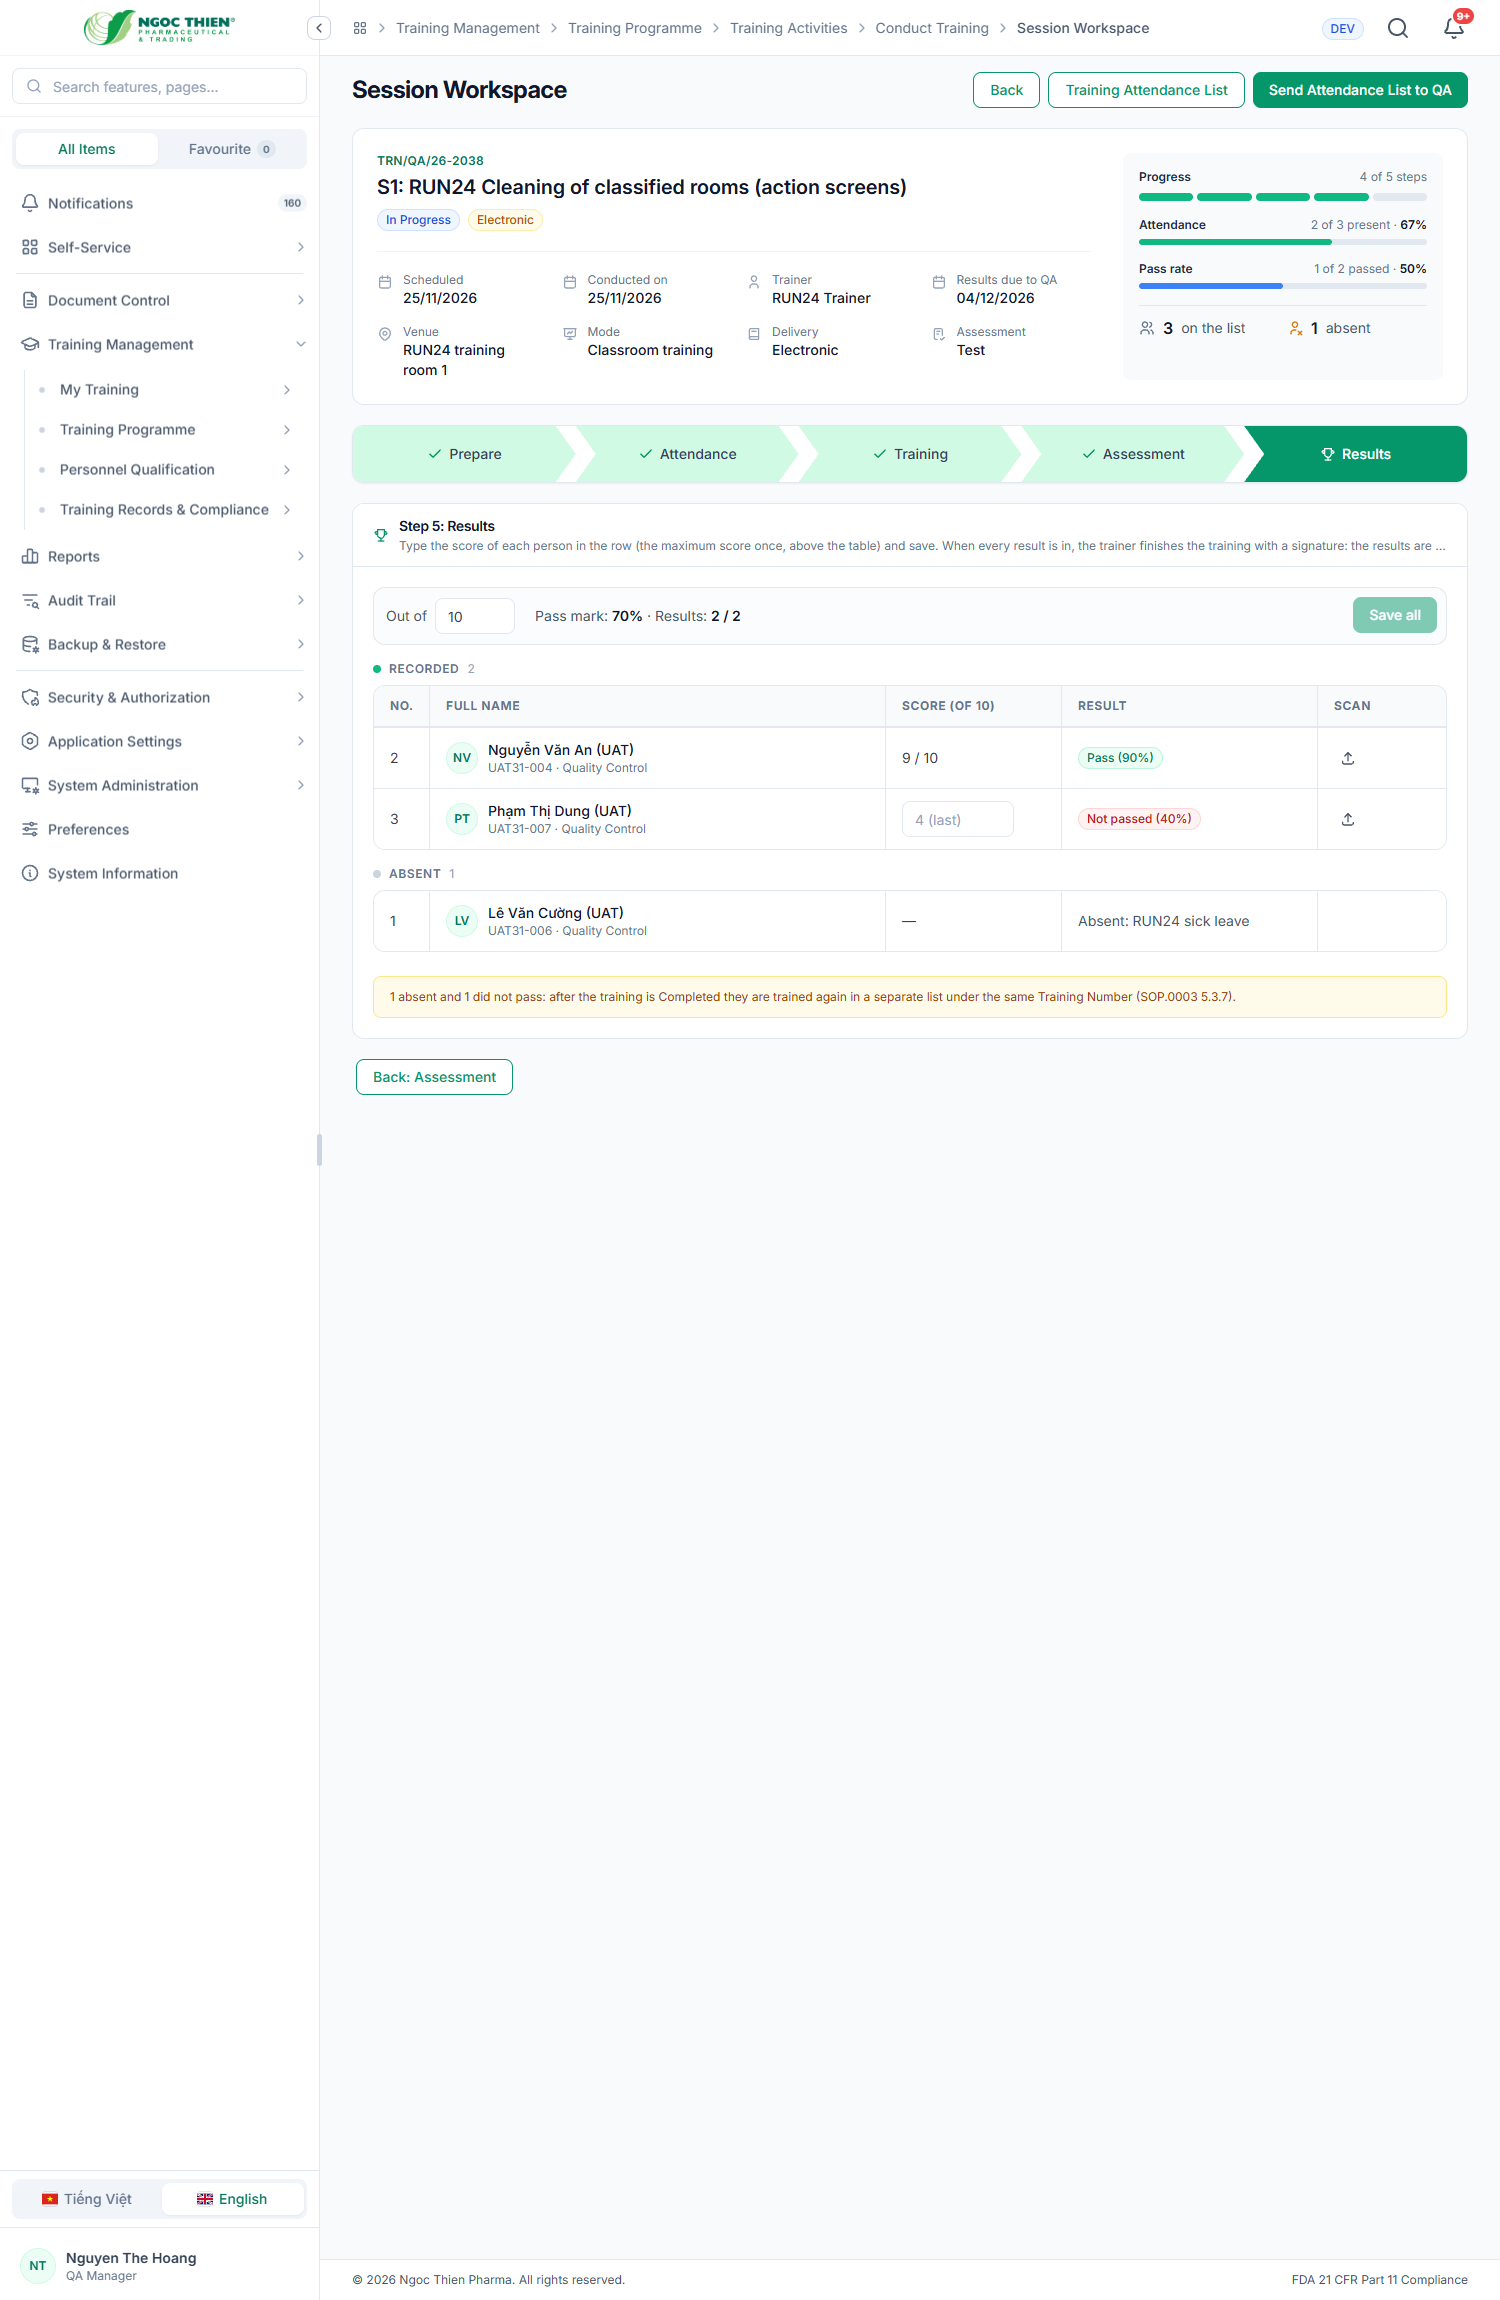 NGOC THIEN®
PHARMACEUTICAL
& TRADING
Search features, pages...
All Items
Favourite 0
Notifications 160
Self-Service
Document Control
Training Management
My Training
Training Programme
Personnel Qualification
Training Records & Compliance
Reports
Audit Trail
Backup & Restore
Security & Authorization
Application Settings
System Administration
Preferences
System Information
Tiếng Việt
English
NT
Nguyen The Hoang
QA Manager
Training Management > Training Programme > Training Activities > Conduct Training > Session Workspace
DEV
9+
Session Workspace
Back
Training Attendance List
Send Attendance List to QA
TRN/QA/26-2038
S1: RUN24 Cleaning of classified rooms (action screens)
In Progress
Electronic
Scheduled
25/11/2026
Conducted on
25/11/2026
Trainer
RUN24 Trainer
Results due to QA
04/12/2026
Venue
RUN24 training
room 1
Mode
Classroom training
Delivery
Electronic
Assessment
Test
Progress
4 of 5 steps
Attendance
2 of 3 present · 67%
Pass rate
1 of 2 passed · 50%
3 on the list
1 absent
Prepare
Attendance
Training
Assessment
Results
Step 5: Results
Type the score of each person in the row (the maximum score once, above the table) and save. When every result is in, the trainer finishes the training with a signature: the results are ...
Out of
10
Pass mark: 70% · Results: 2 / 2
Save all
RECORDED 2
NO.
FULL NAME
SCORE (OF 10)
RESULT
SCAN
2
NV
Nguyễn Văn An (UAT)
UAT31-004 · Quality Control
9 / 10
Pass (90%)
3
PT
Phạm Thị Dung (UAT)
UAT31-007 · Quality Control
4 (last)
Not passed (40%)
ABSENT 1
1
LV
Lê Văn Cường (UAT)
UAT31-006 · Quality Control
—
Absent: RUN24 sick leave
1 absent and 1 did not pass: after the training is Completed they are trained again in a separate list under the same Training Number (SOP.0003 5.3.7).
Back: Assessment
© 2026 Ngoc Thien Pharma. All rights reserved.
FDA 21 CFR Part 11 Compliance